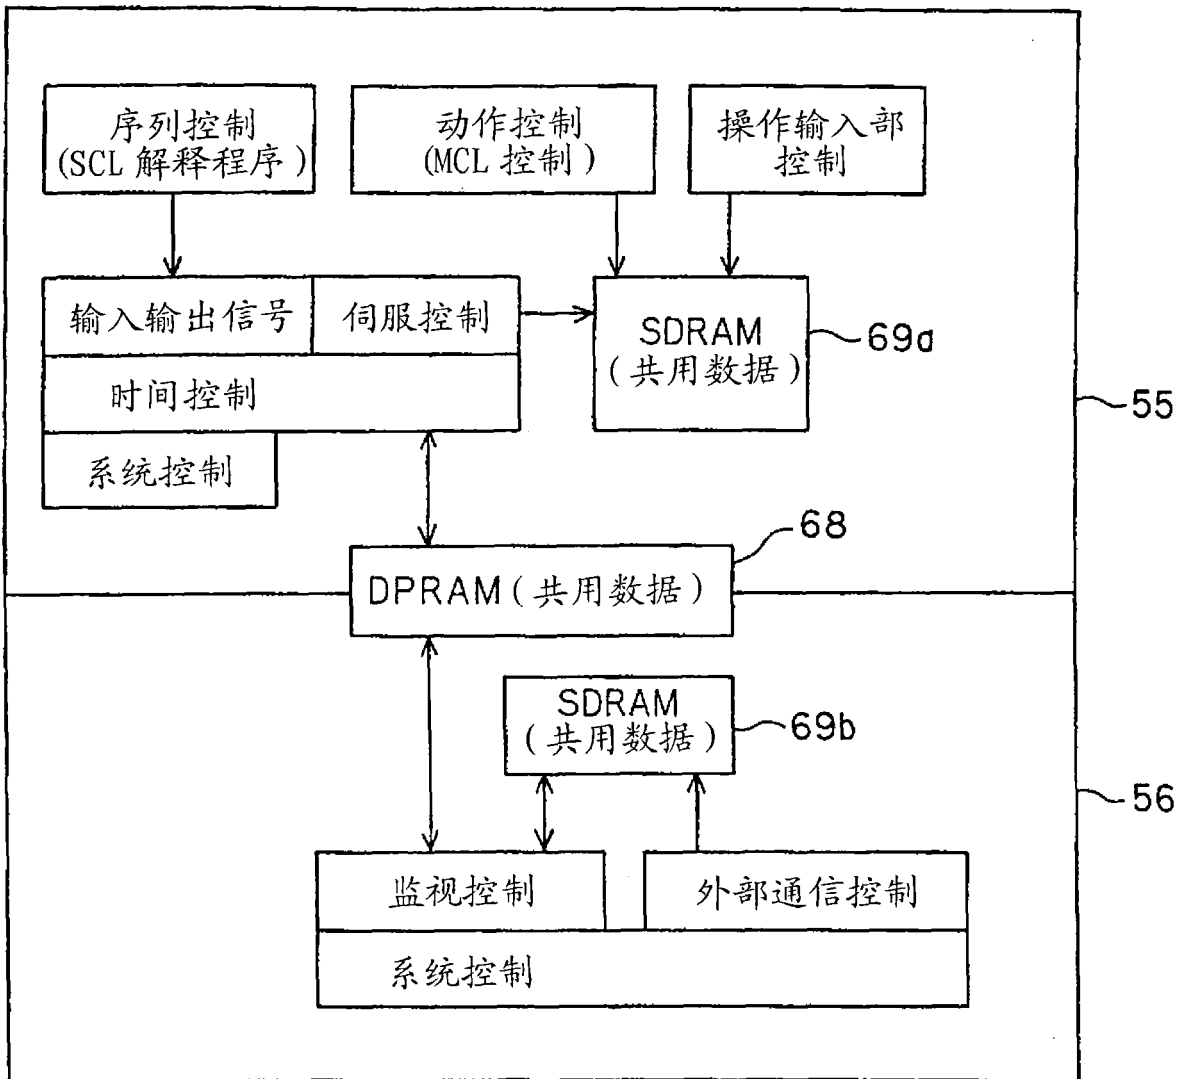 序列控制
(SCL 解释程序)
动作控制
(MCL 控制)
操作输入部
控制
输入输出信号
伺服控制
SDRAM
(共用数据)
69a
时间控制
55
系统控制
68
DPRAM(共用数据)
SDRAM
(共用数据)
69b
56
监视控制
外部通信控制
系统控制